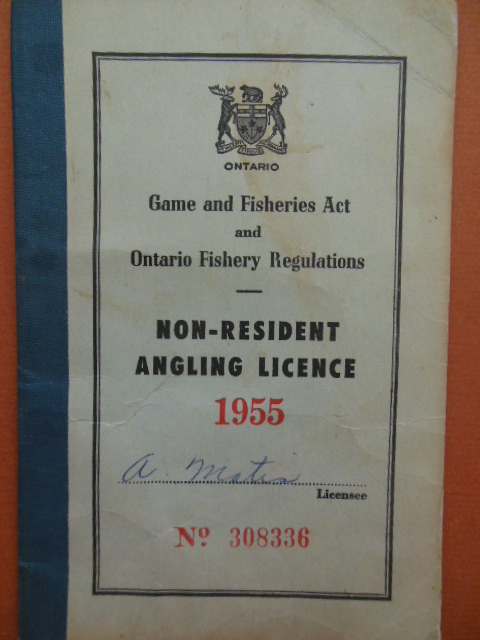 ONTARIO
Game and Fisheries Act
and
Ontario Fishery Regulations
NON-RESIDENT
ANGLING LICENCE
1955
A.
Licensee
Nº 308336